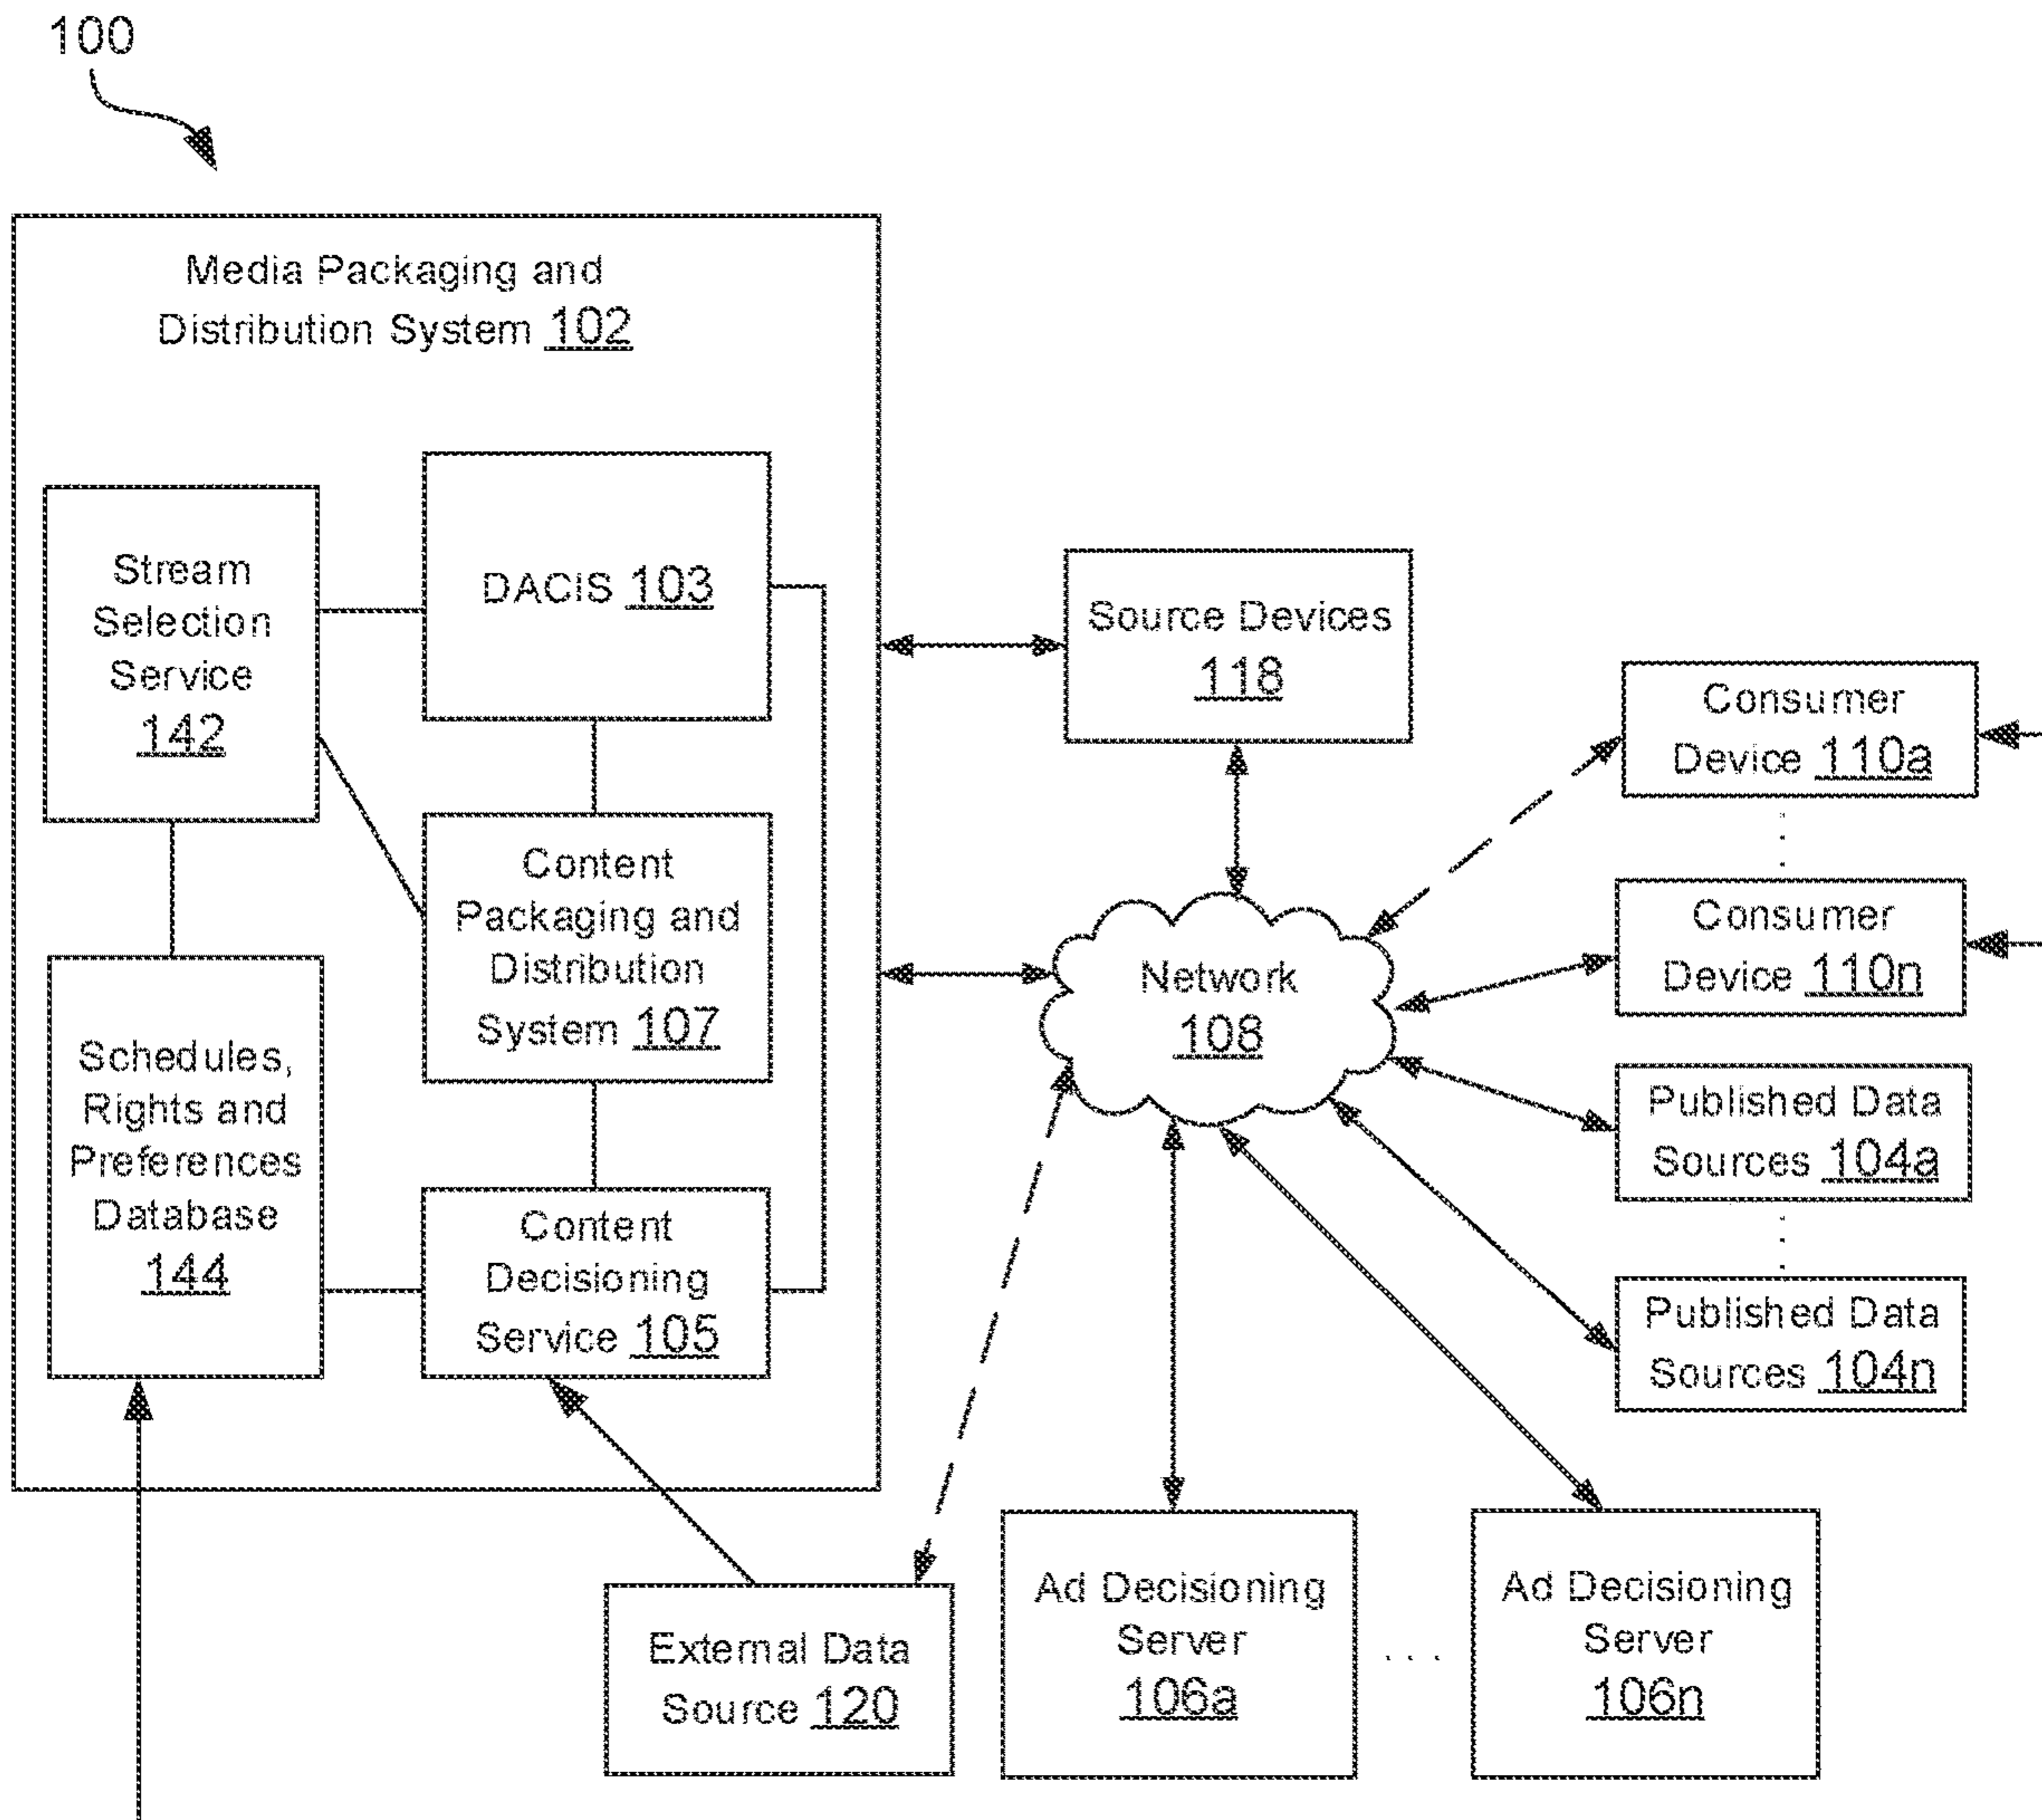 100
Media Packaging and
Distribution System 102
Stream
Selection
Service
142
DACIS 103
Content
Packaging and
Distribution
System 107
Schedules,
Rights and
Preferences
Database
144
Content
Decisioning
Service 105
Source Devices
118
Network
108
Consumer
Device 110a
Consumer
Device 110n
Published Data
Sources 104a
Published Data
Sources 104n
External Data
Source 120
Ad Decisioning
Server
106a
. . .
Ad Decisioning
Server
106n